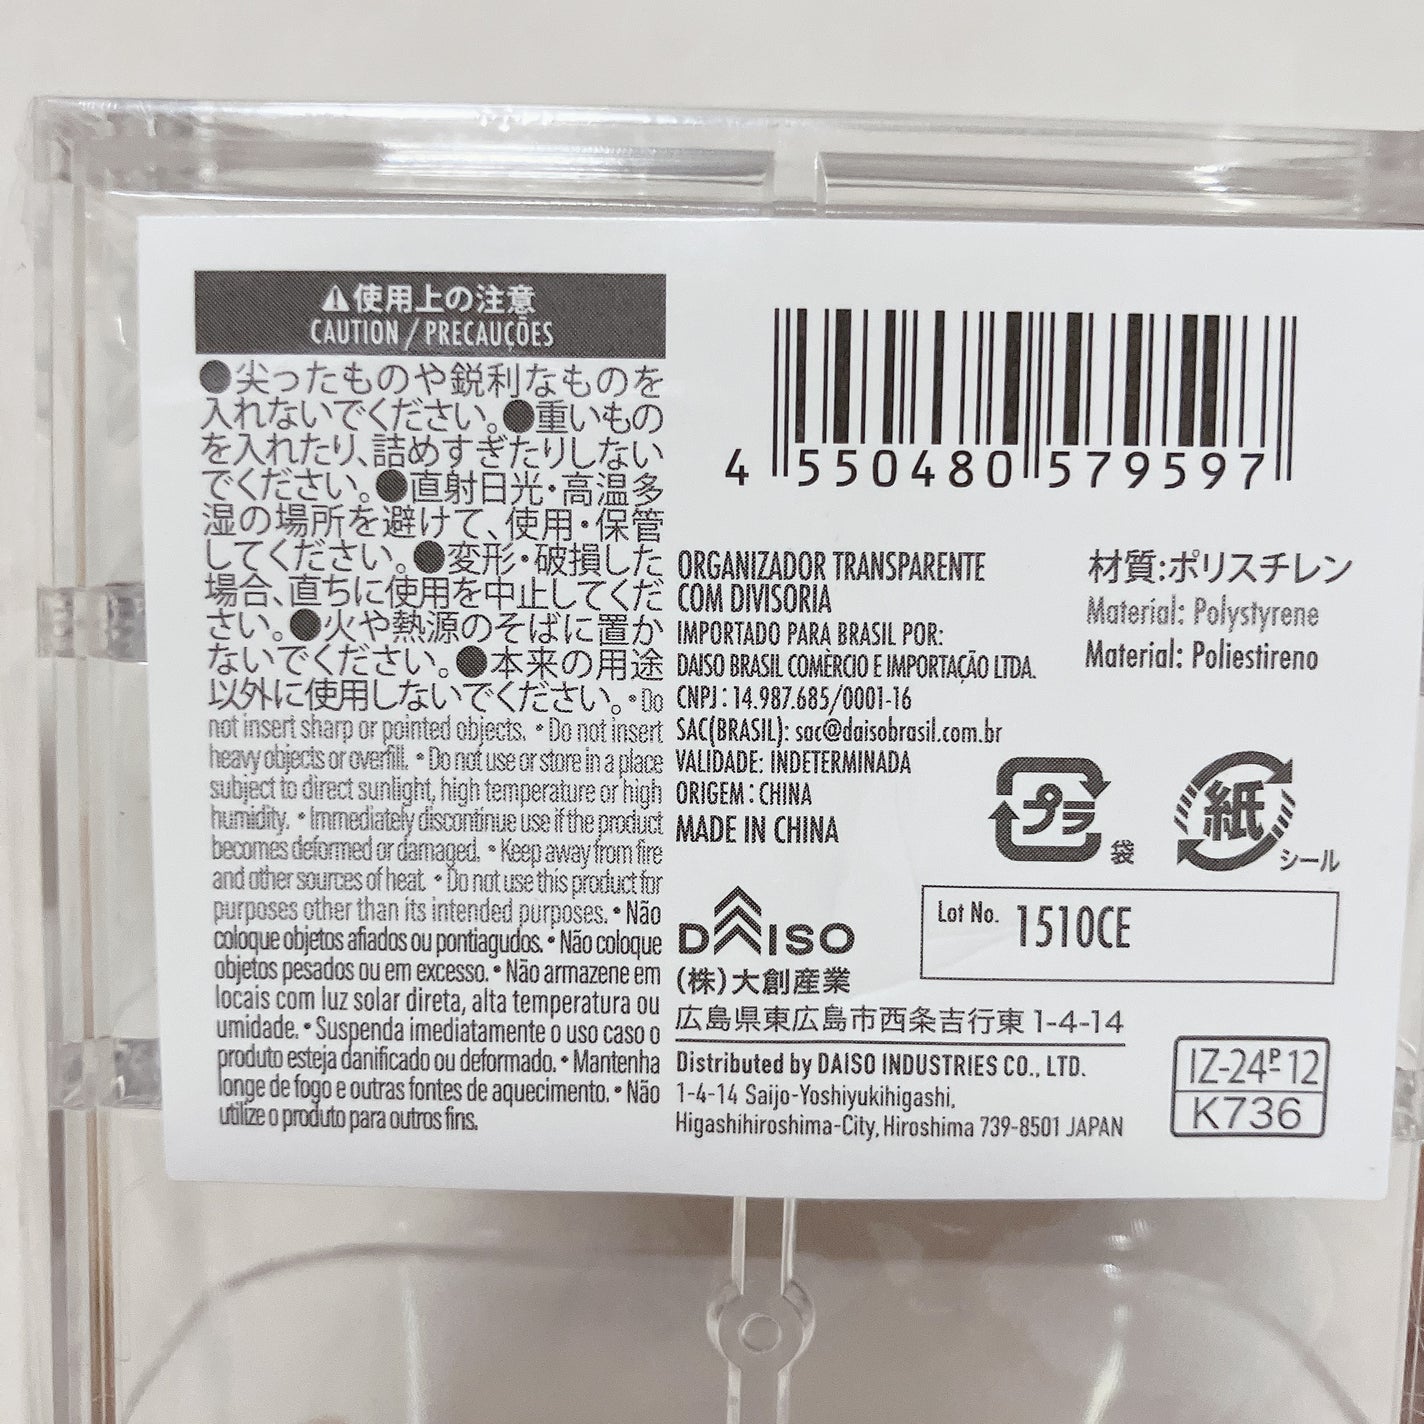 ⚠使用上の注意
CAUTION / PRECAUÇÕES
●尖ったものや鋭利なものを
入れないでください。●重いもの
を入れたり、詰めすぎたりしない
でください。●直射日光・高温多
湿の場所を避けて、使用・保管
してください。●変形・破損した
場合、直ちに使用を中止してくだ
さい。●火や熱源のそばに置か
ないでください。●本来の用途
以外に使用しないでください。• Do
not insert sharp or pointed objects. • Do not insert
heavy objects or overfill. • Do not use or store in a place
subject to direct sunlight, high temperature or high
humidity. • Immediately discontinue use if the product
becomes deformed or damaged. • Keep away from fire
and other sources of heat. • Do not use this product for
purposes other than its intended purposes. • Não
coloque objetos afiados ou pontiagudos. • Não coloque
objetos pesados ou em excesso. • Não armazene em
locais com luz solar direta, alta temperatura ou
umidade. • Suspenda imediatamente o uso caso o
produto esteja danificado ou deformado. • Mantenha
longe de fogo e outras fontes de aquecimento. • Não
utilize o produto para outros fins.
4 550480 579597
ORGANIZADOR TRANSPARENTE
COM DIVISORIA
IMPORTADO PARA BRASIL POR:
DAISO BRASIL COMÈRCIO E IMPORTAÇÃO LTDA.
CNPJ: 14.987.685/0001-16
SAC(BRASIL): sac@daisobrasil.com.br
VALIDADE: INDETERMINADA
ORIGEM: CHINA
MADE IN CHINA
材質:ポリスチレン
Material: Polystyrene
Material: Poliestireno
プラ
袋
紙
シール
DAISO
(株)大創産業
広島県東広島市西条吉行東 1-4-14
Distributed by DAISO INDUSTRIES CO., LTD.
1-4-14 Saijo-Yoshiyukihigashi,
Higashihiroshima-City, Hiroshima 739-8501 JAPAN
Lot No. 1510CE
IZ-24-P12
K736